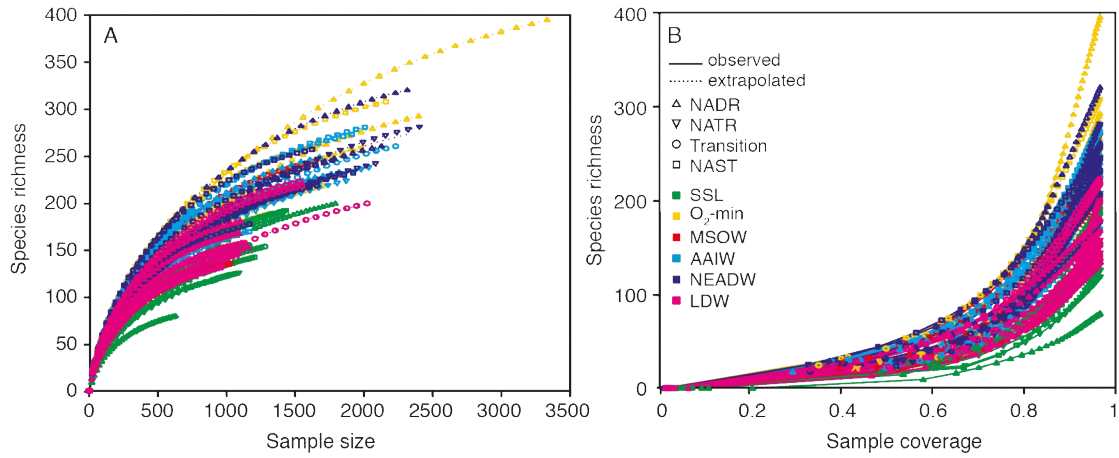 A
Species richness
400
350
300
250
200
150
100
50
0
0
500
1000
1500
2000
2500
3000
3500
Sample size
B
observed
extrapolated
NADR
NATR
Transition
NAST
SSL
O₂-min
MSOW
AAIW
NEADW
LDW
Species richness
400
300
200
100
0
0
0.2
0.4
0.6
0.8
1
Sample coverage